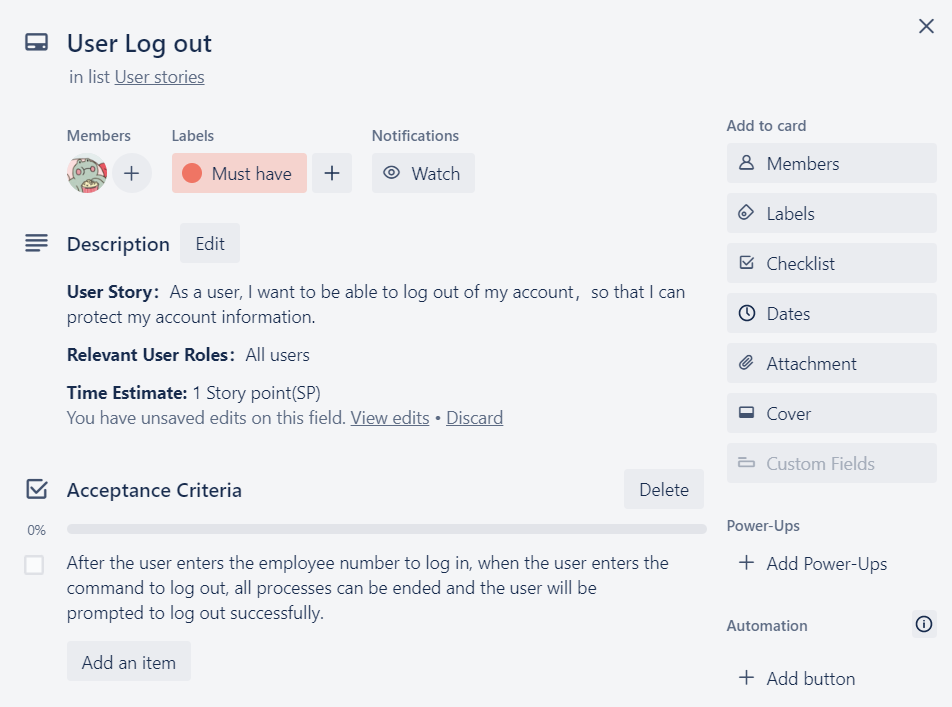 User Log out
in list User stories
Members
Labels
Notifications
Must have
Watch
Description
Edit
User Story： As a user, I want to be able to log out of my account，so that I can
protect my account information.
Relevant User Roles： All users
Time Estimate: 1 Story point(SP)
You have unsaved edits on this field. View edits • Discard
Acceptance Criteria
Delete
0%
After the user enters the employee number to log in, when the user enters the
command to log out, all processes can be ended and the user will be
prompted to log out successfully.
Add an item
Add to card
Members
Labels
Checklist
Dates
Attachment
Cover
Custom Fields
Power-Ups
Add Power-Ups
Automation
Add button